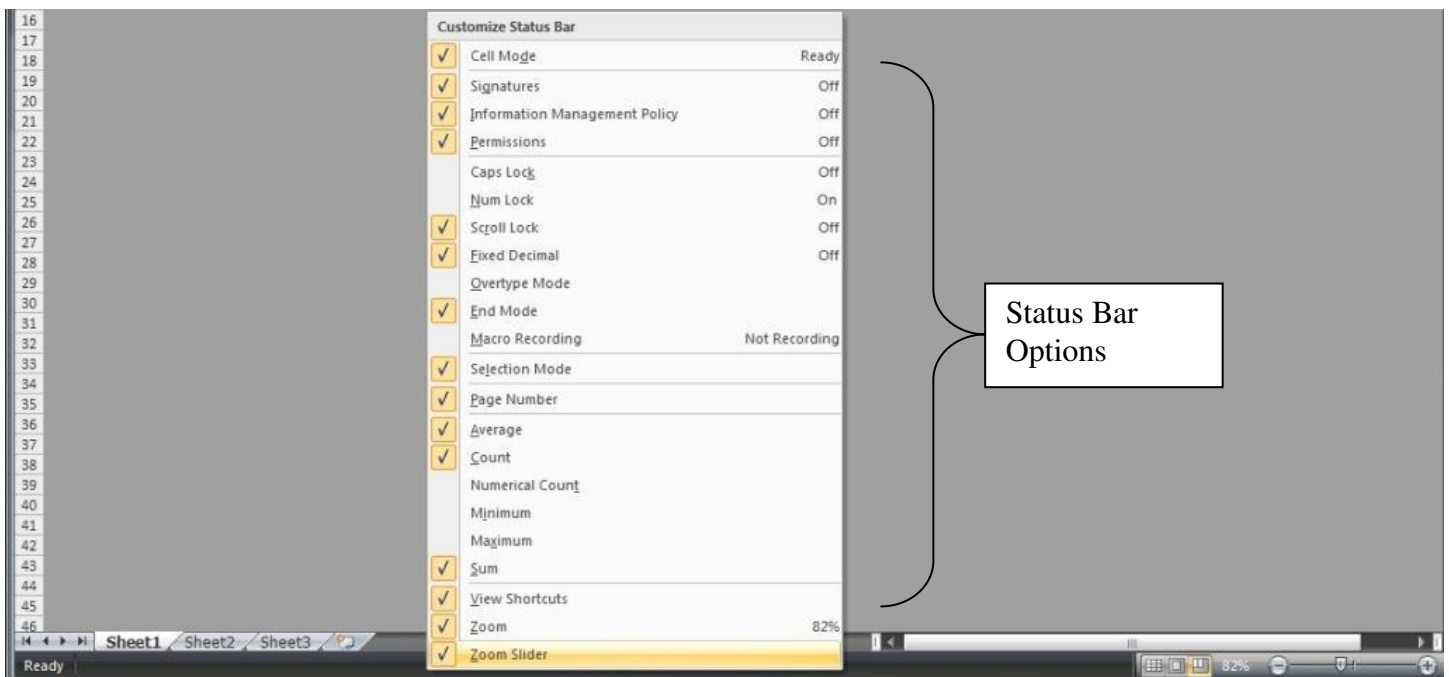 16
17
18
19
20
21
22
23
24
25
26
27
28
29
30
31
32
33
34
35
36
37
38
39
40
41
42
43
44
45
46
Customize Status Bar
Cell Mode Ready
Signatures Off
Information Management Policy Off
Permissions Off
Caps Lock Off
Num Lock On
Scroll Lock Off
Fixed Decimal Off
Overtype Mode
End Mode
Macro Recording Not Recording
Selection Mode
Page Number
Average
Count
Numerical Count
Minimum
Maximum
Sum
View Shortcuts
Zoom 82%
Zoom Slider
Status Bar
Options
Sheet1 Sheet2 Sheet3
Ready 82%